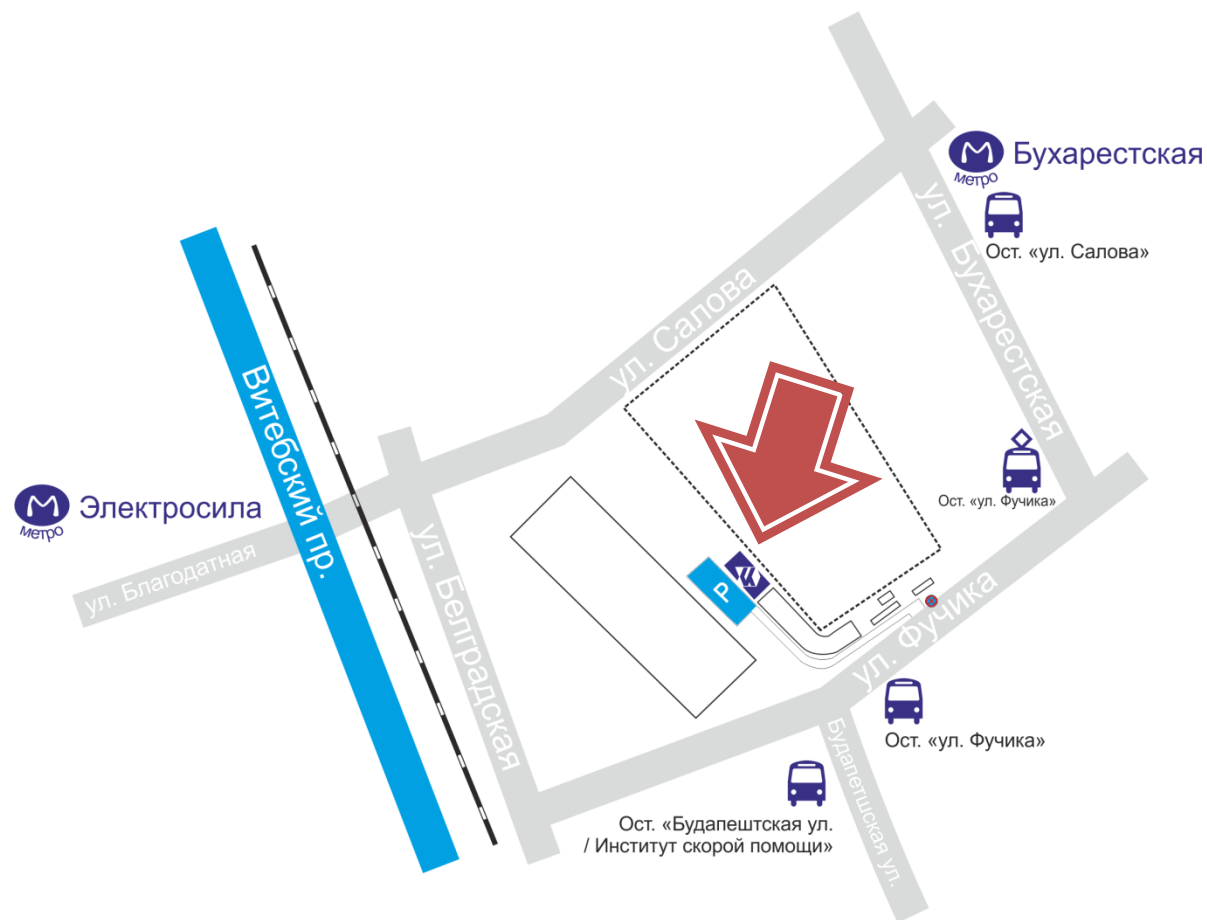 М
метро
Бухарестская
ул. Бухарестская
Ост. «ул. Салова»
ул. Салова
Витебский пр.
М
метро
Электросила
ул. Благодатная
ул. Белградская
Ост. «ул. Фучика»
P
ул. Фучика
Ост. «ул. Фучика»
Будапетшская ул.
Ост. «Будапештская ул.
/ Институт скорой помощи»